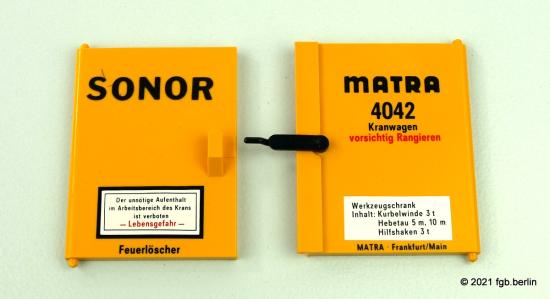 SONOR
Der unnötige Aufenthalt
im Arbeitsbereich des Krans
ist verboten
— Lebensgefahr —
Feuerlöscher
MATRA
4042
Kranwagen
vorsichtig Rangieren
Werkzeugschrank
Inhalt: Kurbelwinde 3 t
Hebetau 5 m, 10 m
Hilfshaken 3 t
MATRA · Frankfurt/Main
© 2021 fgb.berlin